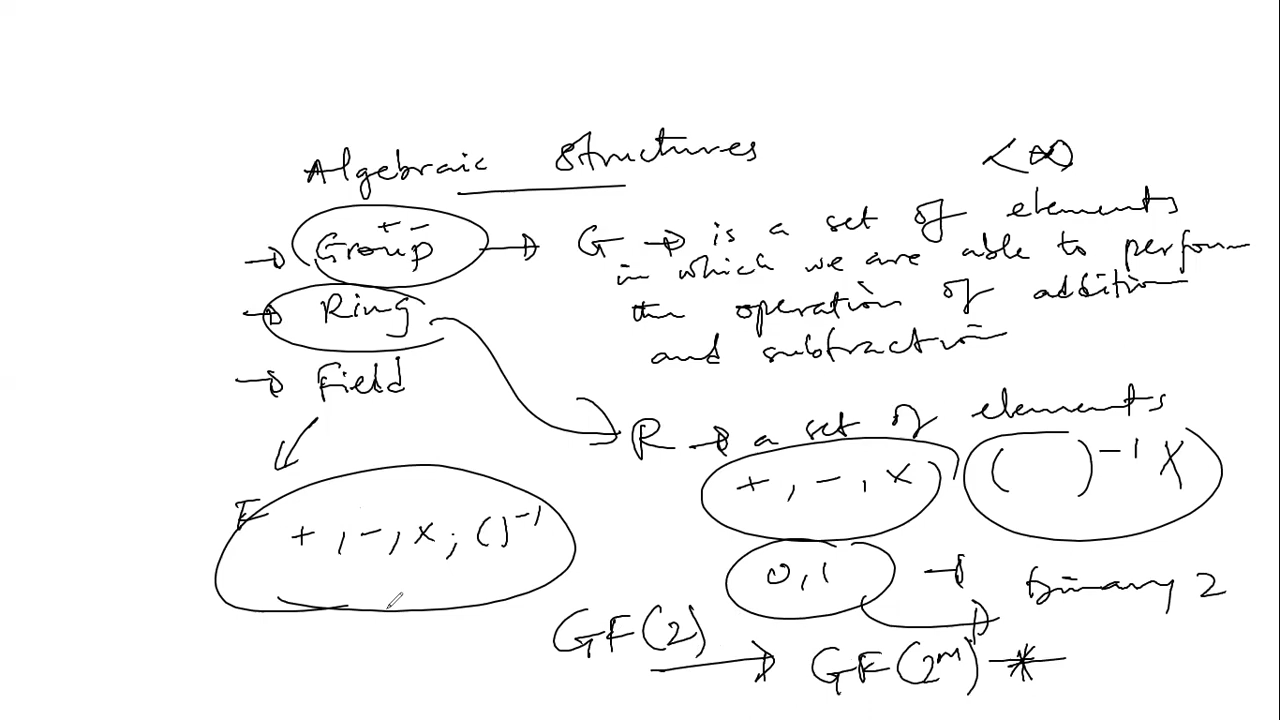 Algebraic Structures
< ∞
+ -
Group → G → is a set of elements
in which we are able to perform
the operation of addition
and subtraction
→ Ring
→ Field
R → a set of elements
+, -, x ( )⁻¹ X
F
+, -, x, ( )⁻¹
0, 1 → binary 2
GF(2) → GF(2ᵐ) *